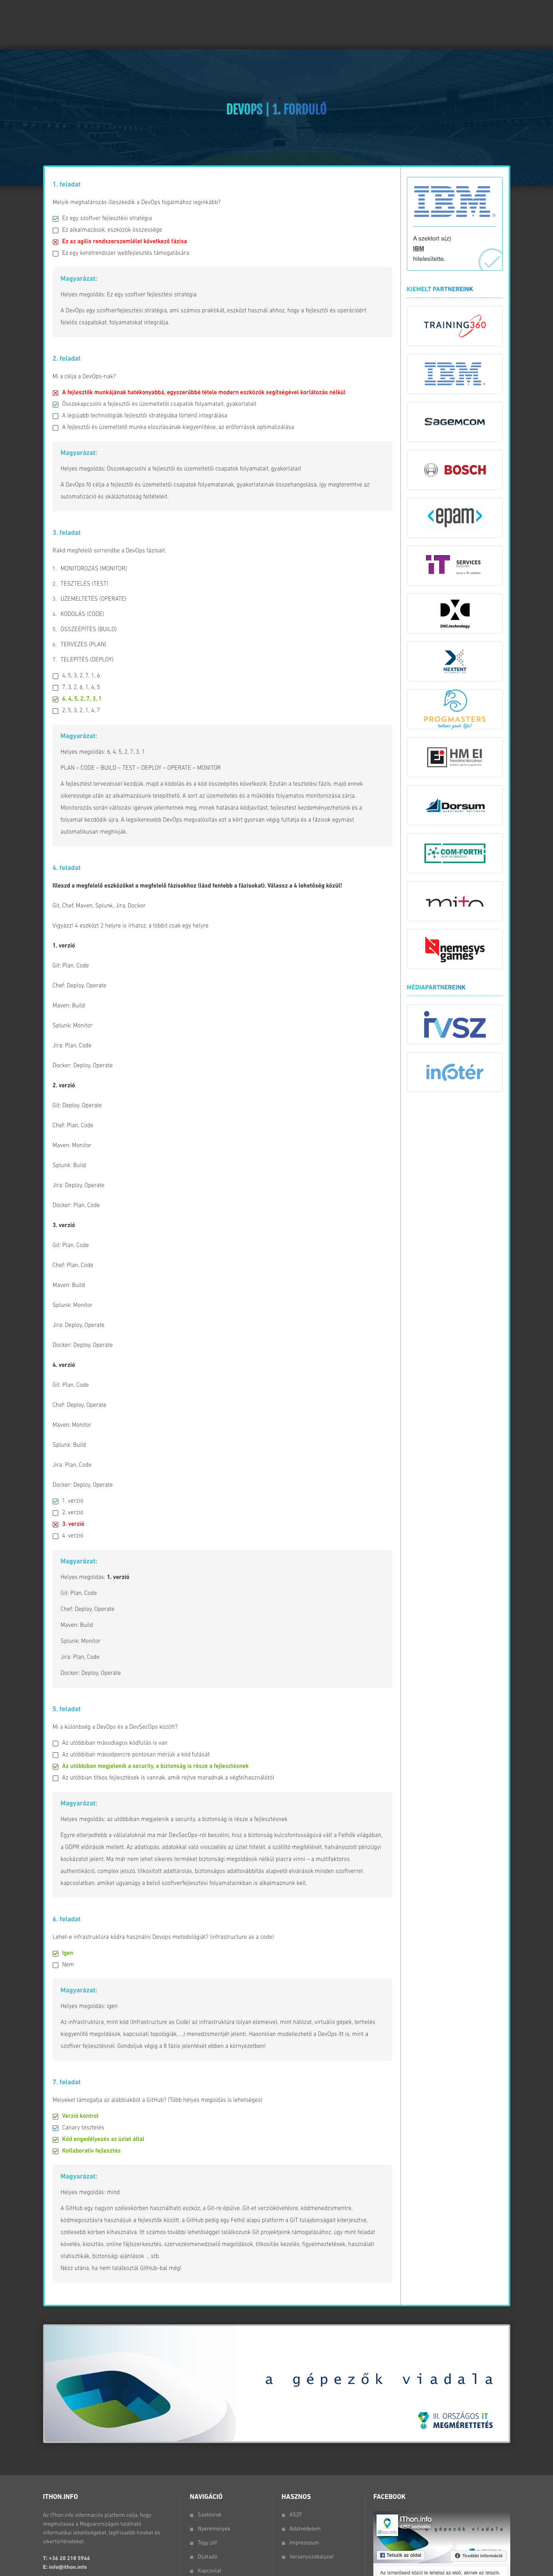 DEVOPS | 1. FORDULÓ
1. feladat
Melyik meghatározás illeszkedik a DevOps fogalmához leginkább?
Ez egy szoftver fejlesztési stratégia
Ez alkalmazások, eszközök összessége
Ez az agilis rendszerszemlélet következő fázisa
Ez egy keretrendszer webfejlesztés támogatására
Magyarázat:
Helyes megoldás: Ez egy szoftver fejlesztési stratégia
A DevOps egy szoftverfejlesztési stratégia, ami számos praktikát, eszközt használ ahhoz, hogy a fejlesztői és operációért
felelős csapatokat, folyamatokat integrálja.
2. feladat
Mi a célja a DevOps-nak?
A fejlesztők munkájának hatékonyabbá, egyszerűbbé tétele modern eszközök segítségével korlátozás nélkül
Összekapcsolni a fejlesztői és üzemeltetői csapatok folyamatait, gyakorlatait
A legújabb technológiák fejlesztői stratégiába történő integrálása
A fejlesztői és üzemeltető munka elosztásának kiegyenlítése, az erőforrások optimalizálása
Magyarázat:
Helyes megoldás: Összekapcsolni a fejlesztői és üzemeltetői csapatok folyamatait, gyakorlatait
A DevOps fő célja a fejlesztői és üzemeltetői csapatok folyamatainak, gyakorlatainak összehangolása, így megteremtve az
automatizáció és skálázhatóság feltételeit.
3. feladat
Rakd megfelelő sorrendbe a DevOps fázisait.
1. MONITOROZÁS (MONITOR)
2. TESZTELÉS (TEST)
3. ÜZEMELTETÉS (OPERATE)
4. KÓDOLÁS (CODE)
5. ÖSSZEÉPÍTÉS (BUILD)
6. TERVEZÉS (PLAN)
7. TELEPÍTÉS (DEPLOY)
4, 5, 3, 2, 7, 1, 6
7, 3, 2, 6, 1, 4, 5
6, 4, 5, 2, 7, 3, 1
2, 5, 3, 2, 1, 4, 7
Magyarázat:
Helyes megoldás: 6, 4, 5, 2, 7, 3, 1
PLAN – CODE – BUILD – TEST – DEPLOY – OPERATE – MONITOR
A fejlesztést tervezéssel kezdjük, majd a kódolás és a kód összeépítés következik. Ezután a tesztelési fázis, majd ennek
sikeressége után az alkalmazásunk telepíthető. A sort az üzemeltetés és a működés folyamatos monitorozása zárja.
Monitorozás során változási igények jelenhetnek meg, minek hatására kódjavítást, fejlesztést kezdeményezhetünk és a
folyamat kezdődik újra. A legsikeresebb DevOps megvalósítás ezt a kört gyorsan végig futtatja és a fázisok egymást
automatikusan meghívják.
4. feladat
Illeszd a megfelelő eszközöket a megfelelő fázisokhoz (lásd fentebb a fázisokat). Válassz a 4 lehetőség közül!
Git, Chef, Maven, Splunk, Jira, Docker
Vigyázz! 4 eszközt 2 helyre is írhatsz, a többit csak egy helyre
1. verzió
Git: Plan, Code
Chef: Deploy, Operate
Maven: Build
Splunk: Monitor
Jira: Plan, Code
Docker: Deploy, Operate
2. verzió
Git: Deploy, Operate
Chef: Plan, Code
Maven: Monitor
Splunk: Build
Jira: Deploy, Operate
Docker: Plan, Code
3. verzió
Git: Plan, Code
Chef: Plan, Code
Maven: Build
Splunk: Monitor
Jira: Deploy, Operate
Docker: Deploy, Operate
4. verzió
Git: Plan, Code
Chef: Deploy, Operate
Maven: Monitor
Splunk: Build
Jira: Plan, Code
Docker: Deploy, Operate
1. verzió
2. verzió
3. verzió
4. verzió
Magyarázat:
Helyes megoldás: 1. verzió
Git: Plan, Code
Chef: Deploy, Operate
Maven: Build
Splunk: Monitor
Jira: Plan, Code
Docker: Deploy, Operate
5. feladat
Mi a különbség a DevOps és a DevSecOps között?
Az utóbbiban másodlagos kódfutás is van
Az utóbbiban másodpercre pontosan mérjük a kód futását
Az utóbbiban megjelenik a security, a biztonság is része a fejlesztésnek
Az utóbbian titkos fejlesztések is vannak, amik rejtve maradnak a végfelhasználótól
Magyarázat:
Helyes megoldás: az utóbbiban megjelenik a security, a biztonság is része a fejlesztésnek
Egyre elterjedtebb a vállalatoknál ma már DevSecOps-ról beszélni, hisz a biztonság kulcsfontosságúvá vált a Felhők világában,
a GDPR előírások mellett. Az adatlopás, adatokkal való visszaélés az üzlet hitelét, a szállító megítélését, hatványozott pénzügyi
kockázatot jelent. Ma már nem lehet sikeres terméket biztonsági megoldások nélkül piacra vinni – a multifaktoros
authentikáció, complex jelszó, titkosított adattárolás, biztonságos adattovábbítás alapvető elvárások minden szoftverrel
kapcsolatban, amiket ugyanúgy a belső szoftverfejlesztési folyamatainkban is alkalmaznunk kell.
6. feladat
Lehet-e infrastruktúra kódra használni Devops metodológiát? (infrastructure as a code)
Igen
Nem
Magyarázat:
Helyes megoldás: igen
Az infrastruktúra, mint kód (Infrastructure as Code) az infrastruktúra (olyan elemeivel, mint hálózat, virtuális gépek, terhelés
kiegyenlítő megoldások, kapcsolati topológiák, ...) menedzsmentjét jelenti. Hasonlóan modellezhető a DevOps itt is, mint a
szoftver fejlesztésnél. Gondoljuk végig a 8 fázis jelentését ebben a környezetben!
7. feladat
Melyeket támogatja az alábbiakból a GitHub? (Több helyes megoldás is lehetséges)
Verzió kontrol
Canary tesztelés
Kód engedélyezés az üzlet által
Kollaboratív fejlesztés
Magyarázat:
Helyes megoldás: mind
A GitHub egy nagyon széleskörben használható eszköz, a Git-re épülve. Git-et verziókövetésre, kódmenedzsmentre,
kódmegosztásra használjuk a fejlesztők között, a GitHub pedig egy Felhő alapú platform a GiT tulajdonságait kiterjesztve,
szélesebb körben kihasználva. Itt számos további lehetőséggel találkozunk Git projektjeink támogatásához, úgy mint feladat
követés, kiosztás, online fájlszerkesztés, szervezésmenedzselő megoldások, titkosítás kezelés, figyelmeztetések, használati
statisztikák, biztonsági ajánlások ... stb.
Nézz utána, ha nem találkoztál GitHub-bal még!
IBM
A szektort a(z)
IBM
hitelesítette.
KIEMELT PARTNEREINK
TRAINING360
IBM
SAGEMCOM
BOSCH
<epam>
iT SERVICES
DXC.technology
NEXTENT
PROGMASTERS
HM EI
Dorsum
COM-FORTH
mito
nemesys
games
MÉDIAPARTNEREINK
ivsz
infotér
a gépezők viadala
III. ORSZÁGOS IT
MEGMÉRETTETÉS
ITHON.INFO
Az IThon.info információs platform célja, hogy
megmutassa a Magyarországon található
informatikai lehetőségeket, legfrissebb híreket és
sikertörténeteket.
T: +36 20 218 5946
E: info@ithon.info
NAVIGÁCIÓ
Szektorok
Nyeremények
Tégy jót!
Díjátadó
Kapcsolat
HASZNOS
ÁSZF
Adatvédelem
Impresszum
Versenyszabályzat
FACEBOOK
IThon.info
Tetszik az oldal
További információ
Az ismerőseid közül te lehetsz az első, akinek ez tetszik.